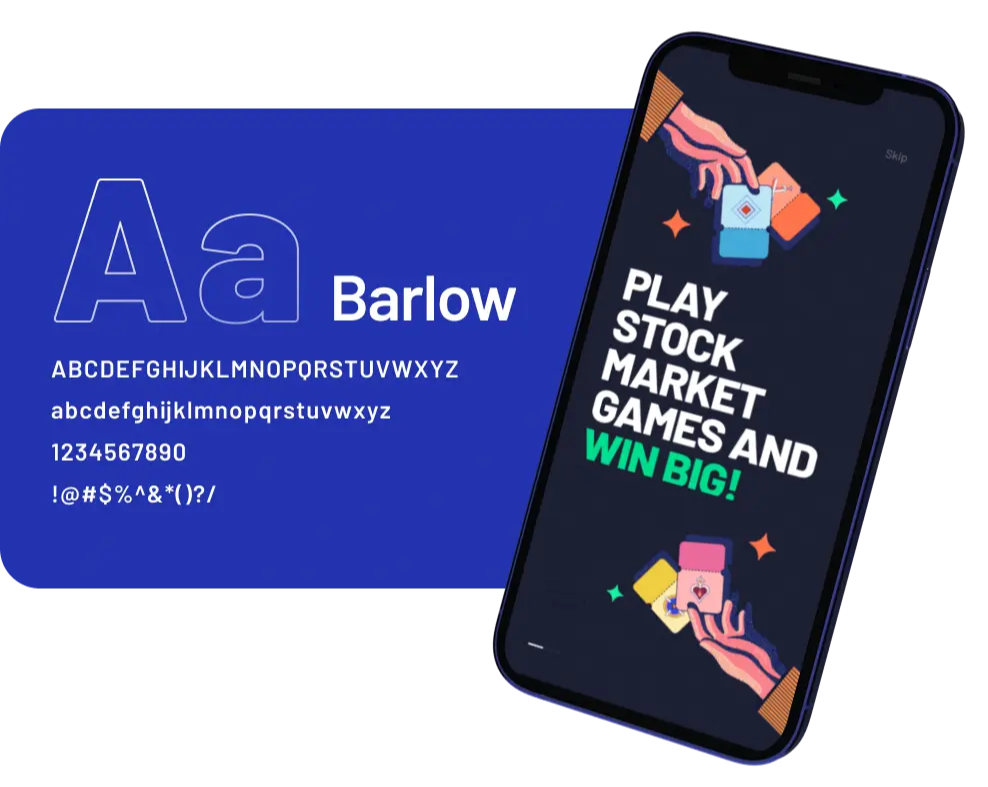 Aa Barlow
ABCDEFGHIJKLMNOPQRSTUVWXYZ
abcdefghijklmnopqrstuvwxyz
1234567890
!@#$%^&*()?/
Skip
PLAY
STOCK
MARKET
GAMES AND
WIN BIG!